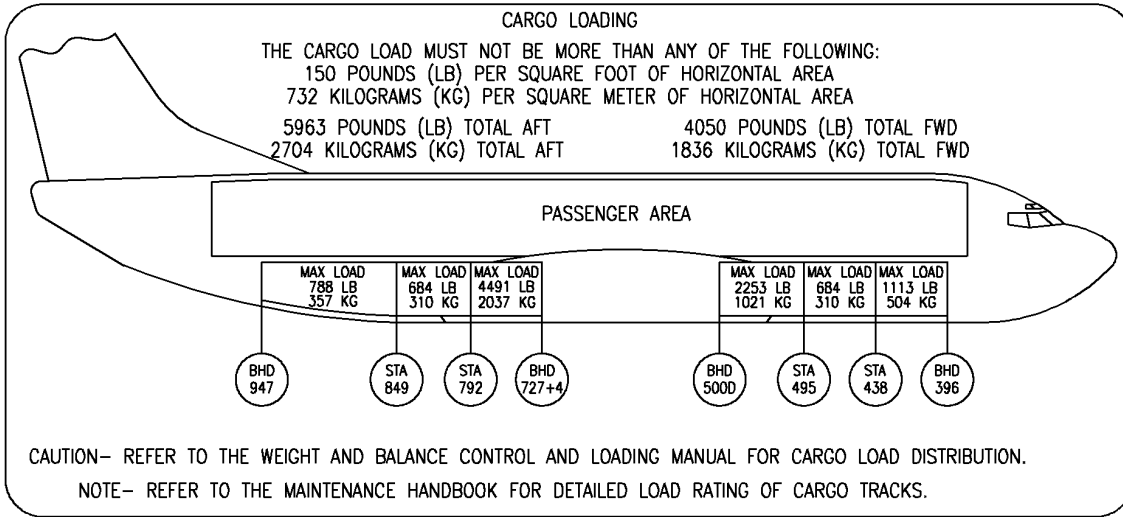 CARGO LOADING
THE CARGO LOAD MUST NOT BE MORE THAN ANY OF THE FOLLOWING:
150 POUNDS (LB) PER SQUARE FOOT OF HORIZONTAL AREA
732 KILOGRAMS (KG) PER SQUARE METER OF HORIZONTAL AREA
5963 POUNDS (LB) TOTAL AFT
2704 KILOGRAMS (KG) TOTAL AFT
4050 POUNDS (LB) TOTAL FWD
1836 KILOGRAMS (KG) TOTAL FWD
PASSENGER AREA
MAX LOAD
788 LB
357 KG
MAX LOAD
684 LB
310 KG
MAX LOAD
4491 LB
2037 KG
MAX LOAD
2253 LB
1021 KG
MAX LOAD
684 LB
310 KG
MAX LOAD
1113 LB
504 KG
BHD
947
STA
849
STA
792
BHD
727+4
BHD
500D
STA
495
STA
438
BHD
396
CAUTION– REFER TO THE WEIGHT AND BALANCE CONTROL AND LOADING MANUAL FOR CARGO LOAD DISTRIBUTION.
NOTE– REFER TO THE MAINTENANCE HANDBOOK FOR DETAILED LOAD RATING OF CARGO TRACKS.